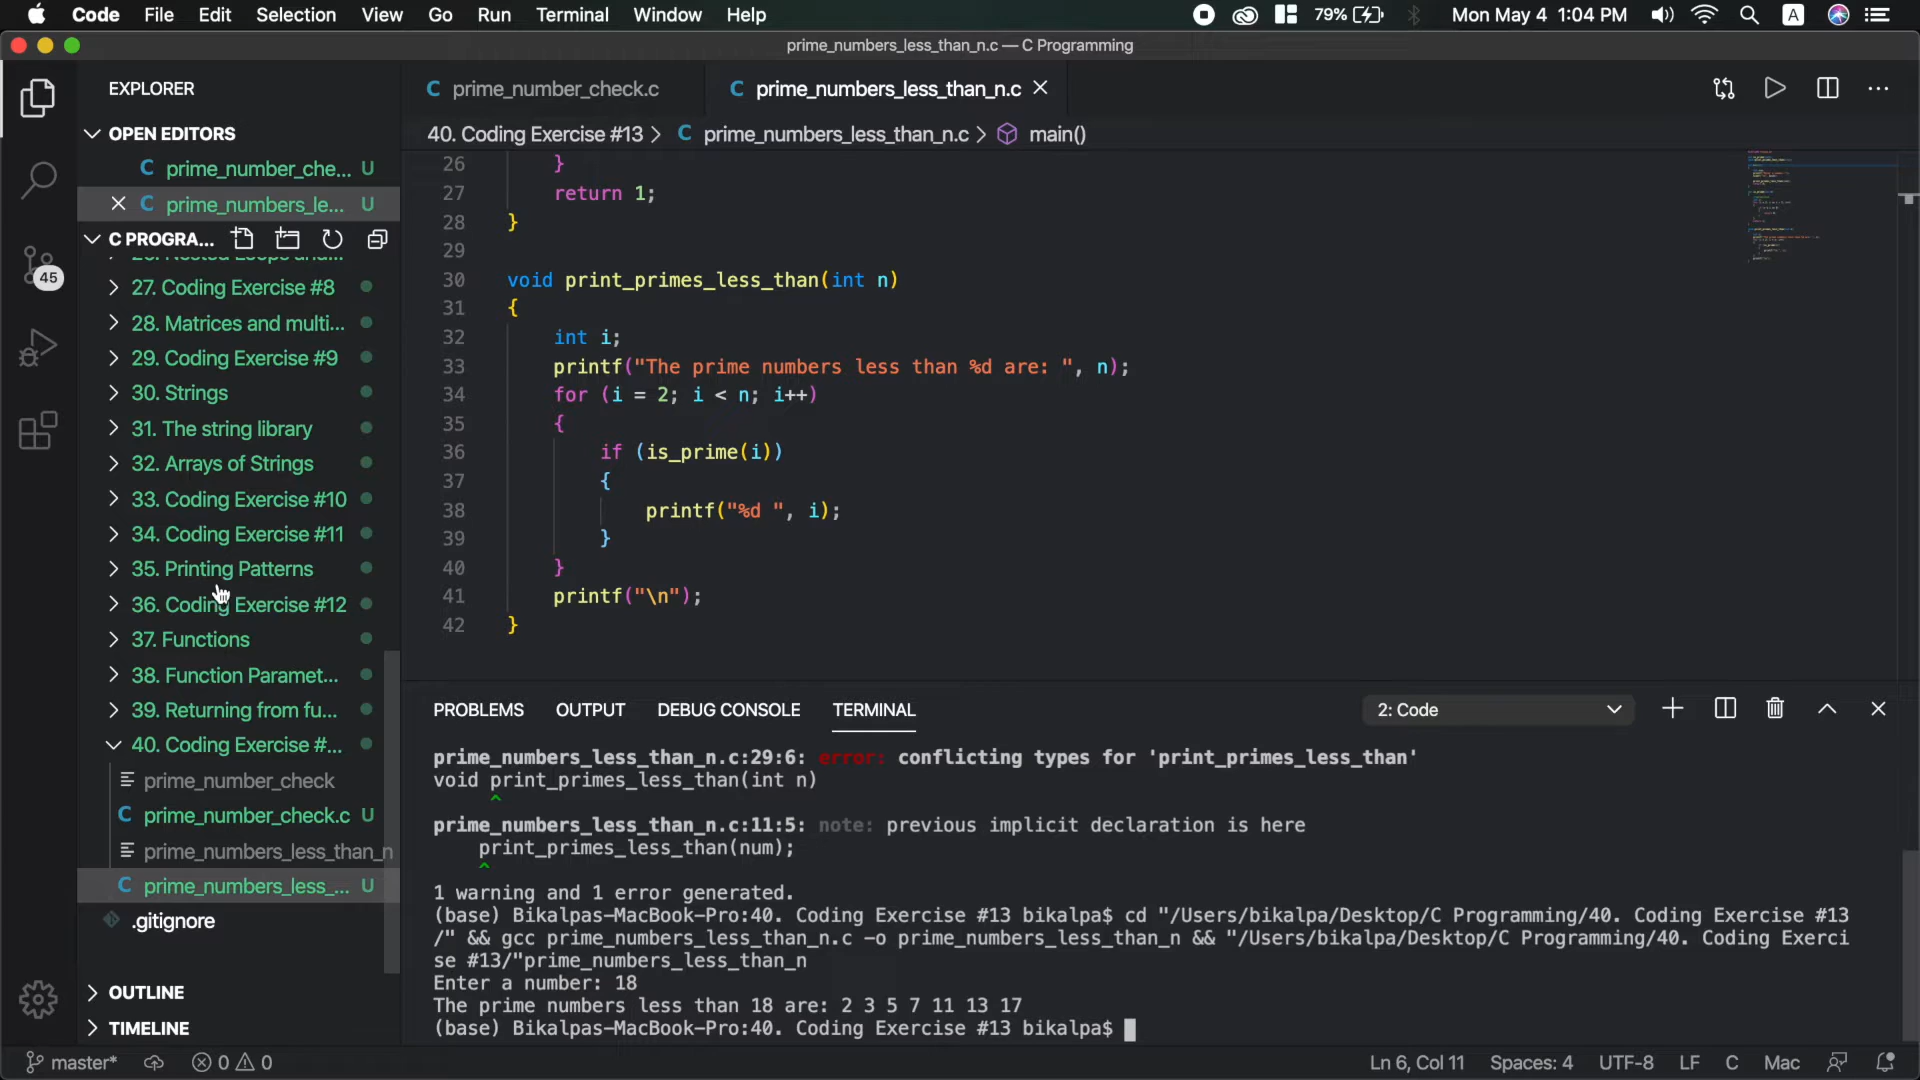 Code File Edit Selection View Go Run Terminal Window Help 79% A Mon May 4 1:04 PM
prime_numbers_less_than_n.c — C Programming
EXPLORER
OPEN EDITORS
C prime_number_che... U
C prime_numbers_le... U
C PROGRA...
27. Coding Exercise #8
28. Matrices and multi...
29. Coding Exercise #9
30. Strings
31. The string library
32. Arrays of Strings
33. Coding Exercise #10
34. Coding Exercise #11
35. Printing Patterns
36. Coding Exercise #12
37. Functions
38. Function Paramet...
39. Returning from fu...
40. Coding Exercise #...
prime_number_check
C prime_number_check.c U
prime_numbers_less_than_n
C prime_numbers_less_... U
.gitignore
OUTLINE
TIMELINE
45
C prime_number_check.c C prime_numbers_less_than_n.c
40. Coding Exercise #13 > C prime_numbers_less_than_n.c > main()
26 }
27 return 1;
28 }
29
30 void print_primes_less_than(int n)
31 {
32 int i;
33 printf("The prime numbers less than %d are: ", n);
34 for (i = 2; i < n; i++)
35 {
36 if (is_prime(i))
37 {
38 printf("%d ", i);
39 }
40 }
41 printf("\n");
42 }
PROBLEMS OUTPUT DEBUG CONSOLE TERMINAL 2: Code
prime_numbers_less_than_n.c:29:6: error: conflicting types for 'print_primes_less_than'
void print_primes_less_than(int n)
^
prime_numbers_less_than_n.c:11:5: note: previous implicit declaration is here
print_primes_less_than(num);
^
1 warning and 1 error generated.
(base) Bikalpas-MacBook-Pro:40. Coding Exercise #13 bikalpa$ cd "/Users/bikalpa/Desktop/C Programming/40. Coding Exercise #13
/" && gcc prime_numbers_less_than_n.c -o prime_numbers_less_than_n && "/Users/bikalpa/Desktop/C Programming/40. Coding Exerci
se #13/"prime_numbers_less_than_n
Enter a number: 18
The prime numbers less than 18 are: 2 3 5 7 11 13 17
(base) Bikalpas-MacBook-Pro:40. Coding Exercise #13 bikalpa$
master* 0 0 Ln 6, Col 11 Spaces: 4 UTF-8 LF C Mac